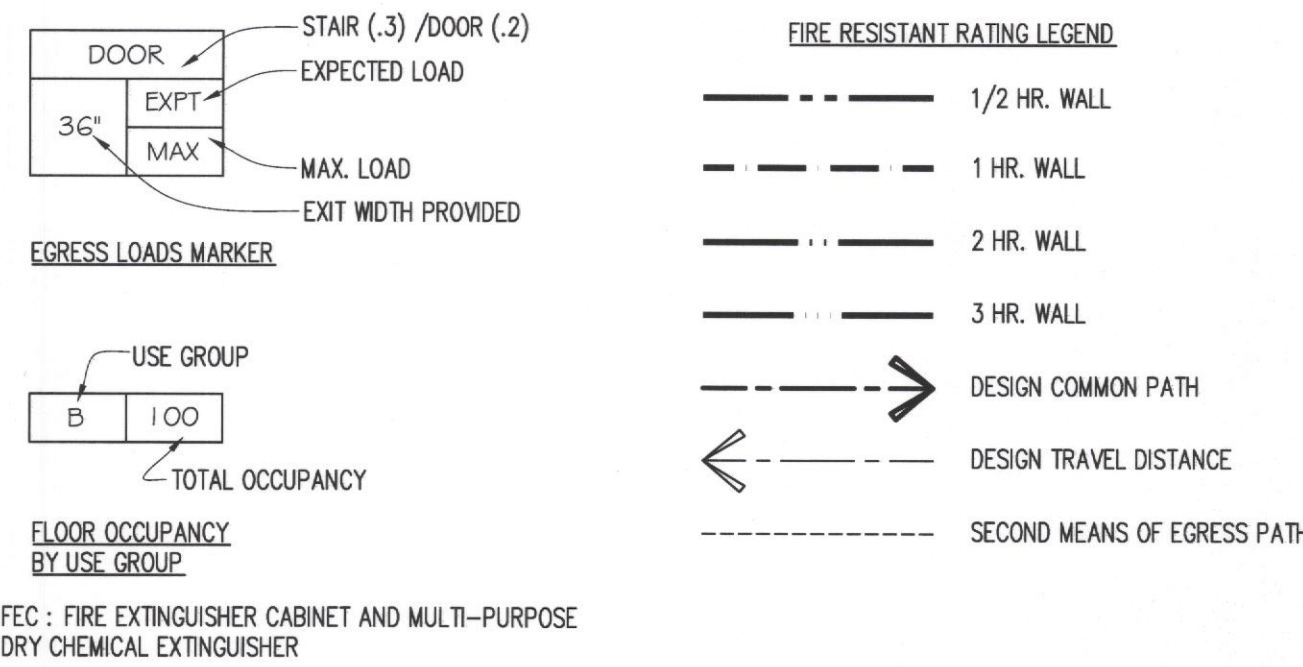 DOOR
STAIR (.3) /DOOR (.2)
EXPT
EXPECTED LOAD
36"
MAX
MAX. LOAD
EXIT WIDTH PROVIDED
EGRESS LOADS MARKER
USE GROUP
B
100
TOTAL OCCUPANCY
FLOOR OCCUPANCY
BY USE GROUP
FEC : FIRE EXTINGUISHER CABINET AND MULTI-PURPOSE
DRY CHEMICAL EXTINGUISHER
FIRE RESISTANT RATING LEGEND
1/2 HR. WALL
1 HR. WALL
2 HR. WALL
3 HR. WALL
DESIGN COMMON PATH
DESIGN TRAVEL DISTANCE
SECOND MEANS OF EGRESS PATH